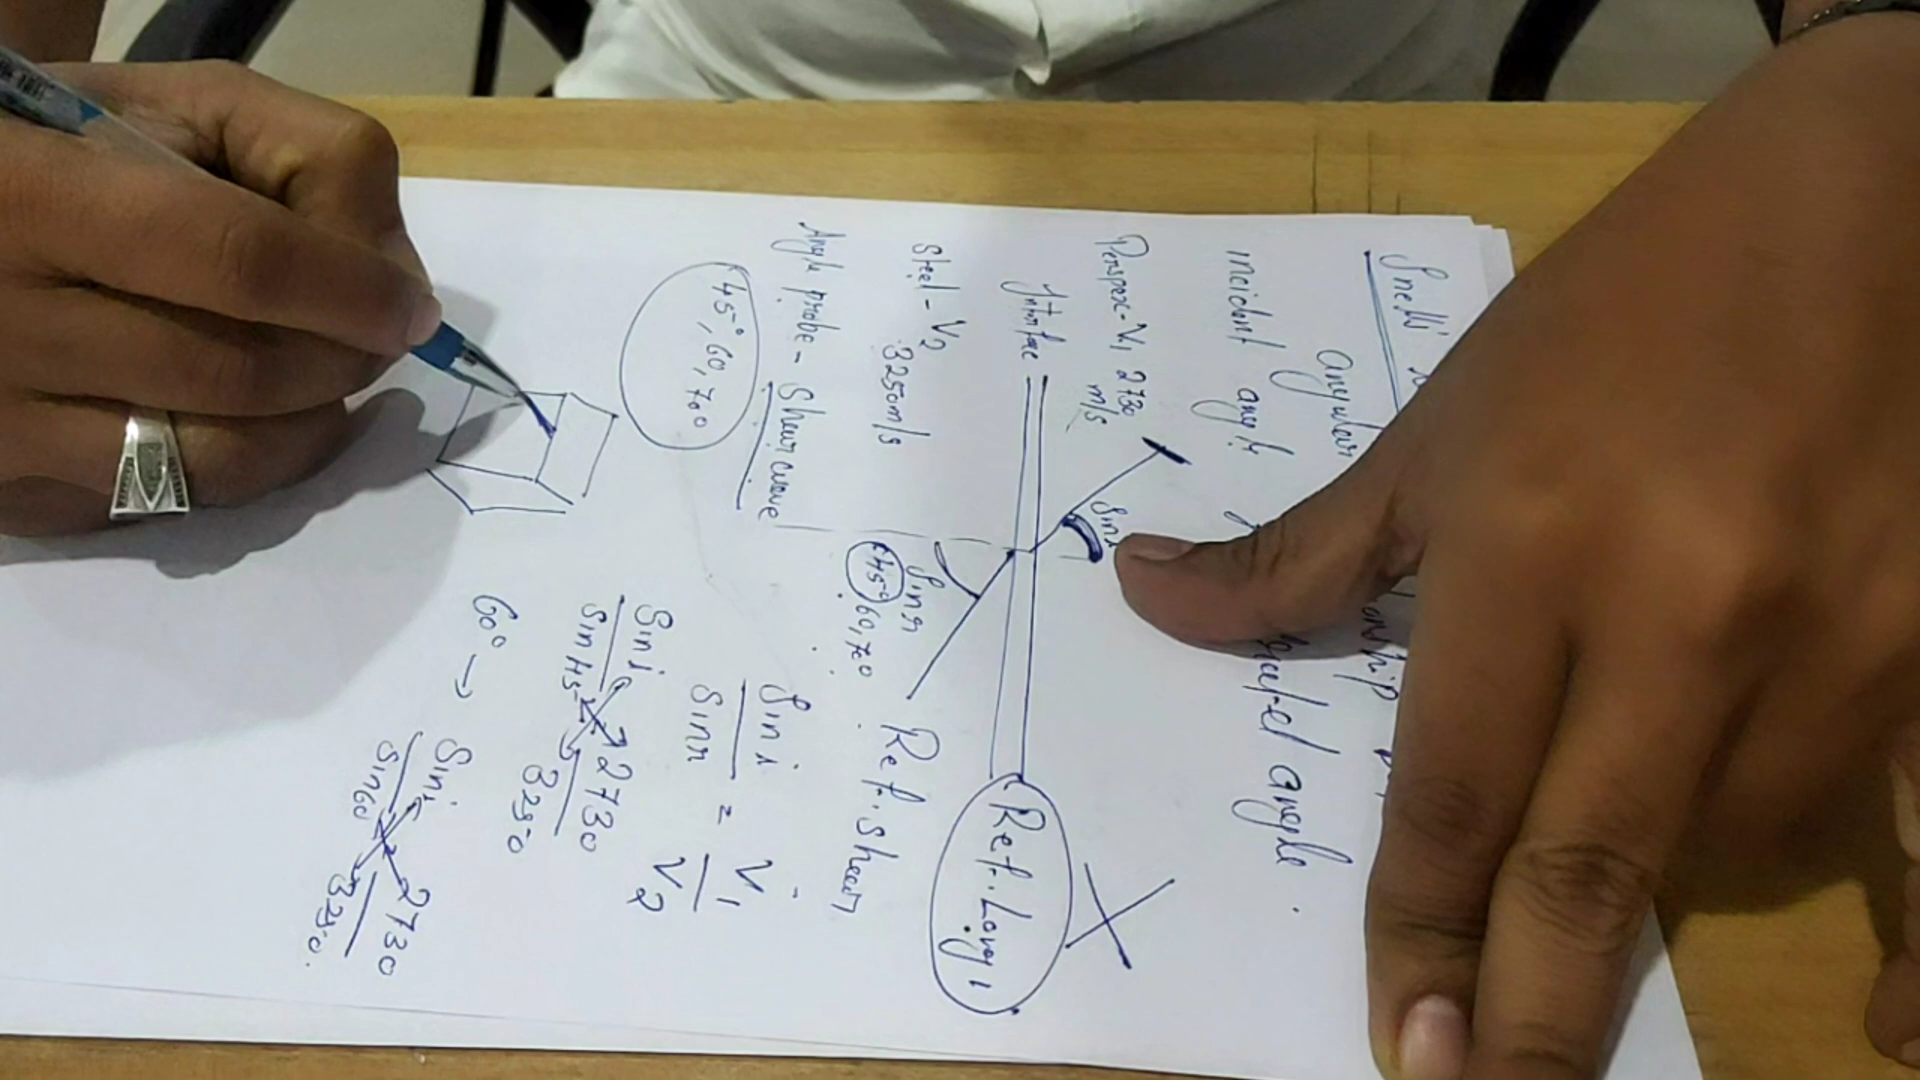 Snell's
angular
incident angle
angle.
Perspex - V1 2730
m/s
Sin i
Interface
Ref. Longi
Steel - V2
3250m/s
Sin r
45° 60, 70
Ref. Shear
Angle probe - Shear wave
45°, 60, 70
Sin i = V1
Sin r V2
Sin i 2730
Sin 45 3250
60° →
Sin i 2730
Sin 60 3250.